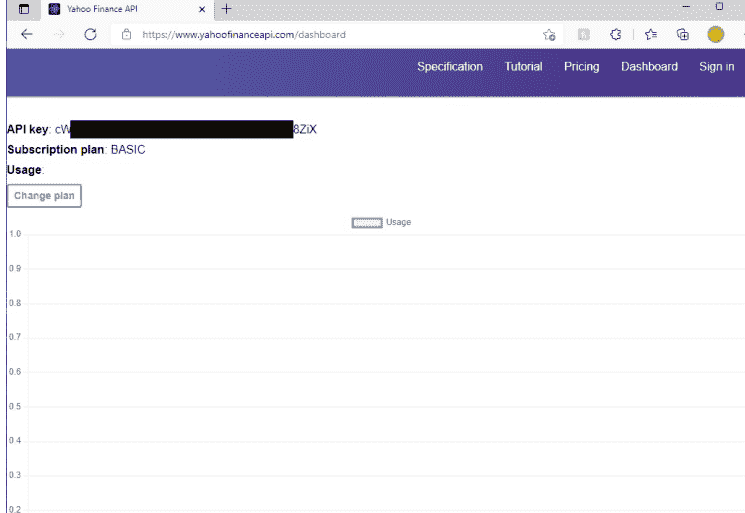 Yahoo Finance API
https://www.yahoofinanceapi.com/dashboard
Specification Tutorial Pricing Dashboard Sign in
API key: cW 8ZiX
Subscription plan: BASIC
Usage:
Change plan
Usage
1.0
0.9
0.8
0.7
0.6
0.5
0.4
0.3
0.2